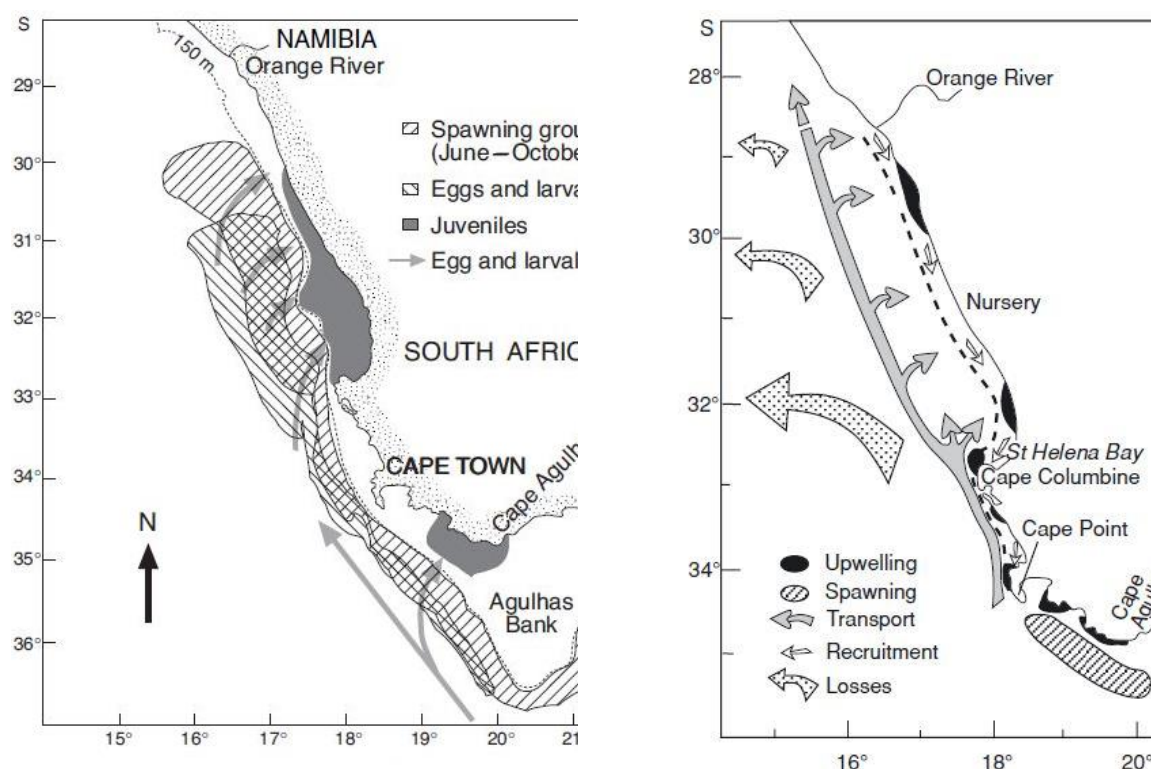 S
150 m
NAMIBIA
Orange River
29°
30°
31°
32°
33°
34°
35°
36°
Spawning grou
(June–Octobe
Eggs and larva
Juveniles
Egg and larval
SOUTH AFRIC
CAPE TOWN
Cape Agulh
N
Agulhas
Bank
15°
16°
17°
18°
19°
20°
21
S
28°
30°
32°
34°
Orange River
Nursery
St Helena Bay
Cape Columbine
Cape Point
Cape
Agul
Upwelling
Spawning
Transport
Recruitment
Losses
16°
18°
20°